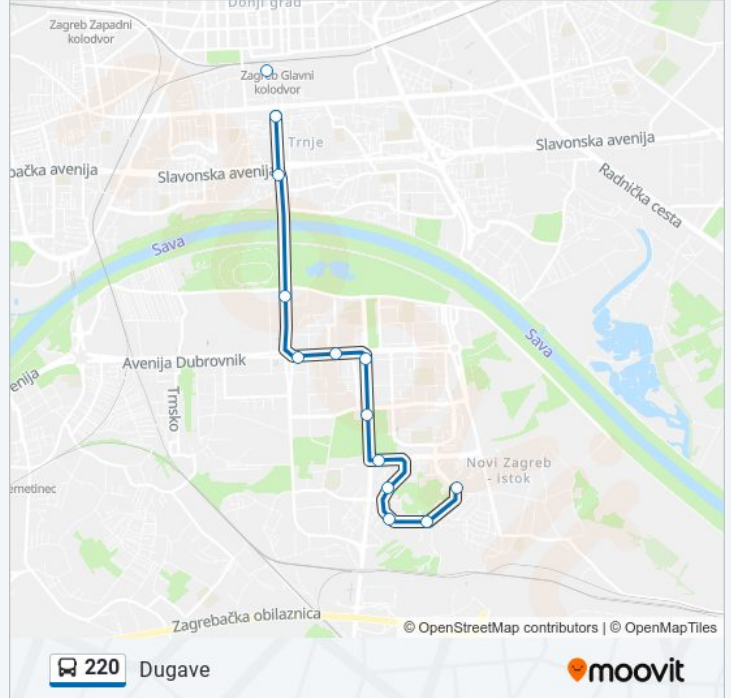 Donji grad
Zagreb Zapadni
kolodvor
Zagreb Glavni
kolodvor
Trnje
Slavonska avenija
bačka avenija
Slavonska avenija
Radnička cesta
Sava
Sava
Avenija Dubrovnik
enija
Trnsko
Novi Zagreb
- istok
emetinec
Zagrebačka obilaznica
© OpenStreetMap contributors | © OpenMapTiles
220 Dugave
moovit